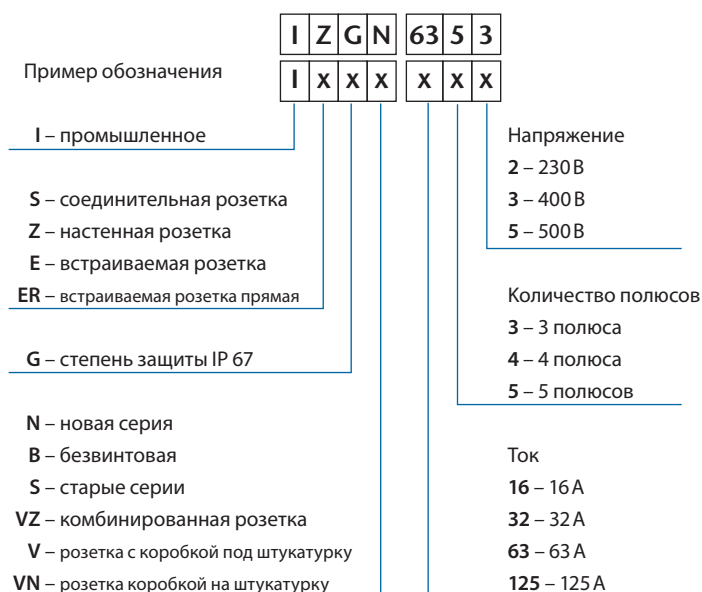 I Z G N 63 5 3
Пример обозначения
I x x x x x x
I – промышленное
S – соединительная розетка
Z – настенная розетка
E – встраиваемая розетка
ER – встраиваемая розетка прямая
G – степень защиты IP 67
N – новая серия
B – безвинтовая
S – старые серии
VZ – комбинированная розетка
V – розетка с коробкой под штукатурку
VN – розетка коробкой на штукатурку
Напряжение
2 – 230 В
3 – 400 В
5 – 500 В
Количество полюсов
3 – 3 полюса
4 – 4 полюса
5 – 5 полюсов
Ток
16 – 16 А
32 – 32 А
63 – 63 А
125 – 125 А